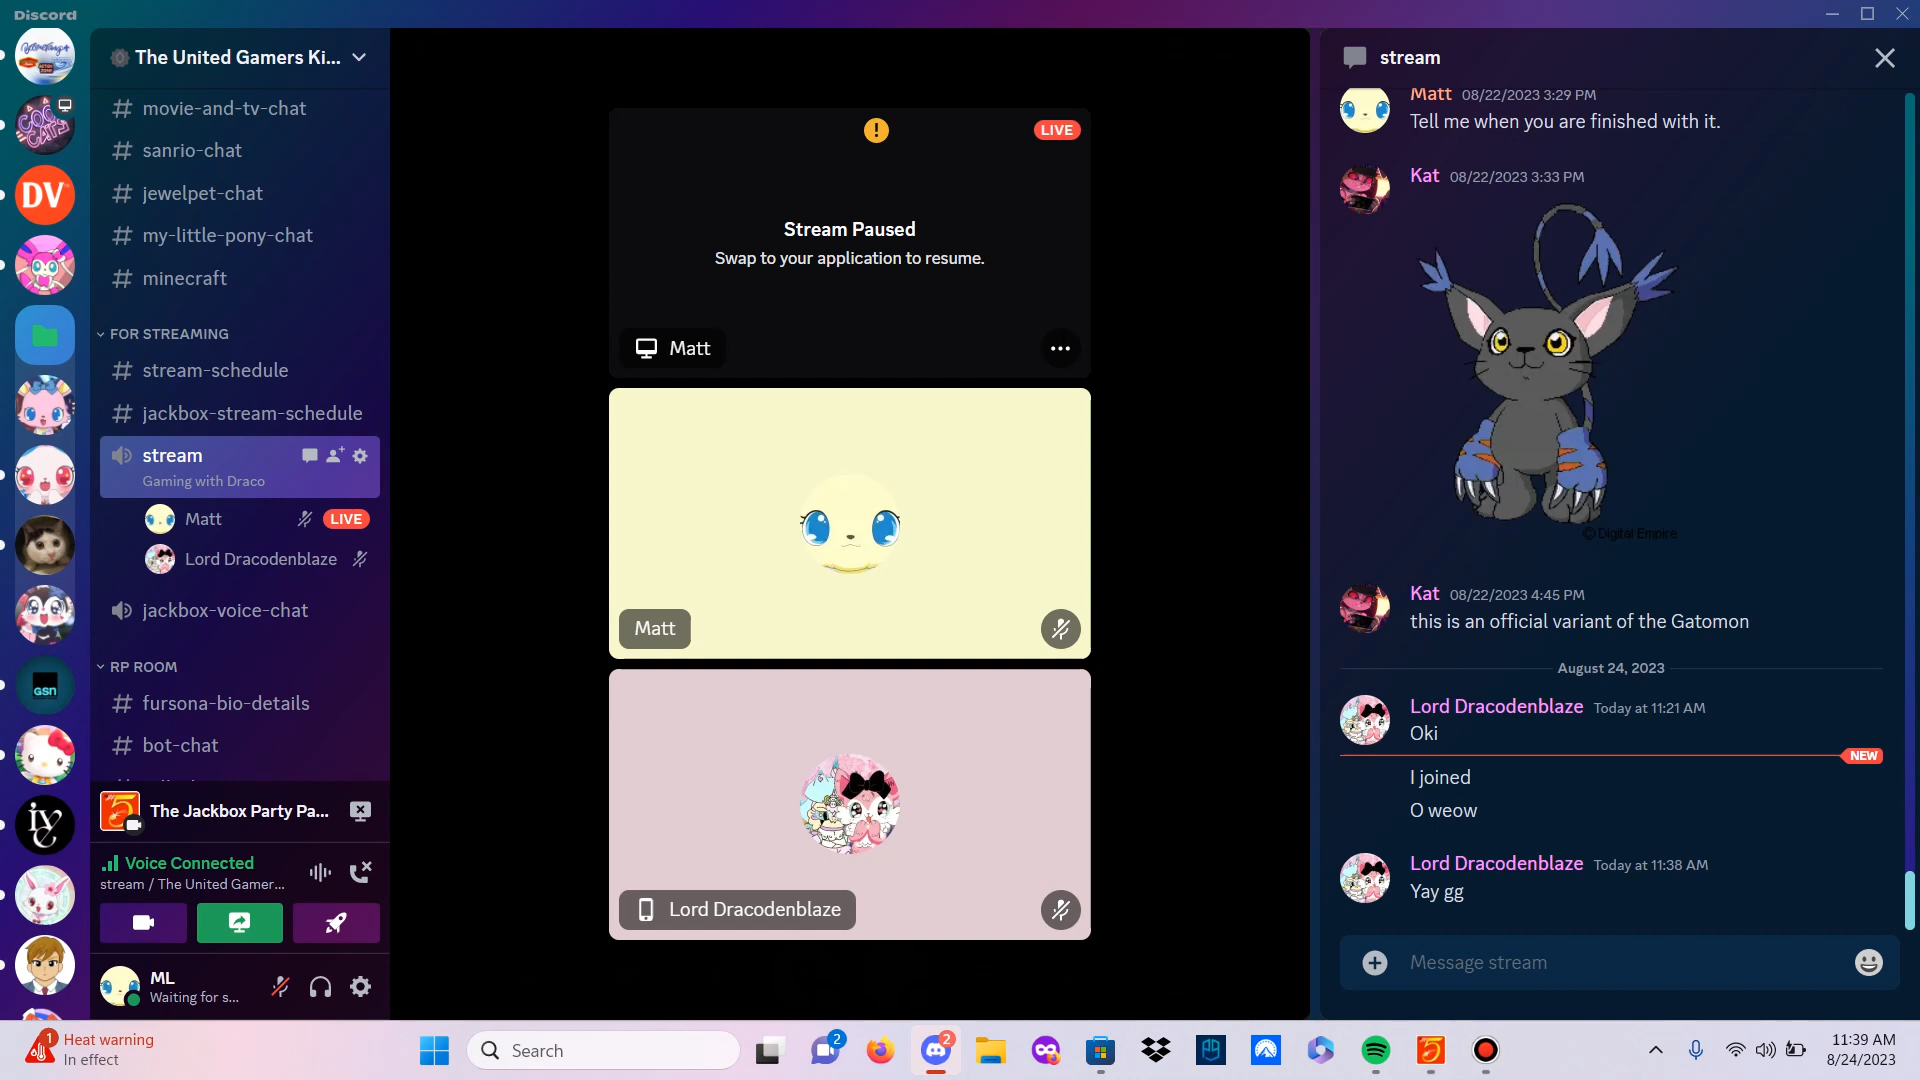 Discord
The United Gamers Ki...
movie-and-tv-chat
sanrio-chat
jewelpet-chat
my-little-pony-chat
minecraft
FOR STREAMING
stream-schedule
jackbox-stream-schedule
stream
Gaming with Draco
Matt
LIVE
Lord Dracodenblaze
jackbox-voice-chat
RP ROOM
fursona-bio-details
bot-chat
The Jackbox Party Pa...
Voice Connected
stream / The United Gamer...
ML
Waiting for s...
COOL CATS
DV
GSN
!
LIVE
Stream Paused
Swap to your application to resume.
Matt
Matt
Lord Dracodenblaze
stream
Matt 08/22/2023 3:29 PM
Tell me when you are finished with it.
Kat 08/22/2023 3:33 PM
© Digital Empire
Kat 08/22/2023 4:45 PM
this is an official variant of the Gatomon
August 24, 2023
Lord Dracodenblaze Today at 11:21 AM
Oki
NEW
I joined
O weow
Lord Dracodenblaze Today at 11:38 AM
Yay gg
Message stream
1
Heat warning
In effect
Search
2
2
11:39 AM
8/24/2023